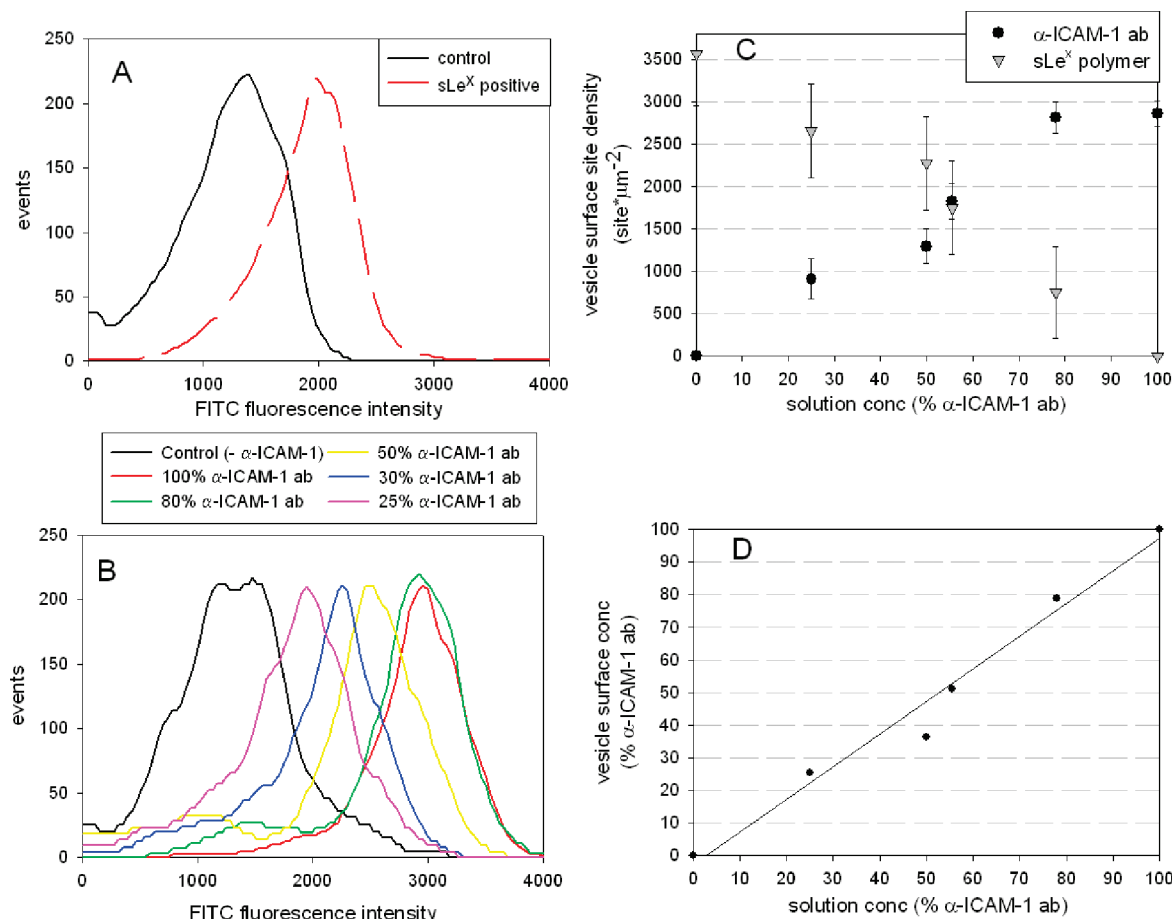 A
control
sLeˣ positive
250
200
150
100
50
0
events
0 1000 2000 3000 4000
FITC fluorescence intensity
C
α-ICAM-1 ab
sLeˣ polymer
3500
3000
2500
2000
1500
1000
500
0
vesicle surface site density
(site*μm⁻²)
0 10 20 30 40 50 60 70 80 90 100
solution conc (% α-ICAM-1 ab)
Control (- α-ICAM-1)
100% α-ICAM-1 ab
80% α-ICAM-1 ab
50% α-ICAM-1 ab
30% α-ICAM-1 ab
25% α-ICAM-1 ab
B
250
200
150
100
50
0
events
0 1000 2000 3000 4000
FITC fluorescence intensity
D
100
90
80
70
60
50
40
30
20
10
0
vesicle surface conc
(% α-ICAM-1 ab)
0 10 20 30 40 50 60 70 80 90 100
solution conc (% α-ICAM-1 ab)